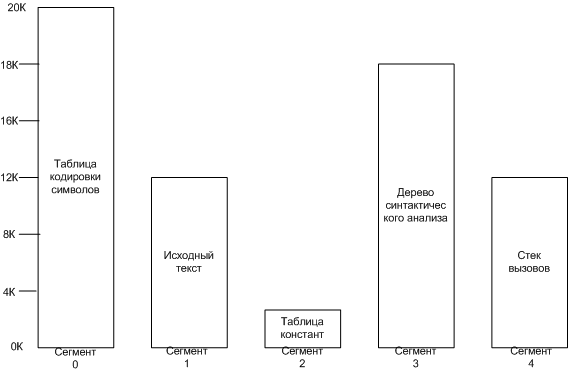 20K
18K
16K
12K
8K
4K
0K
Таблица
кодировки
символов
Исходный
текст
Таблица
констант
Дерево
синтактичес
кого анализа
Стек
вызовов
Сегмент
0
Сегмент
1
Сегмент
2
Сегмент
3
Сегмент
4